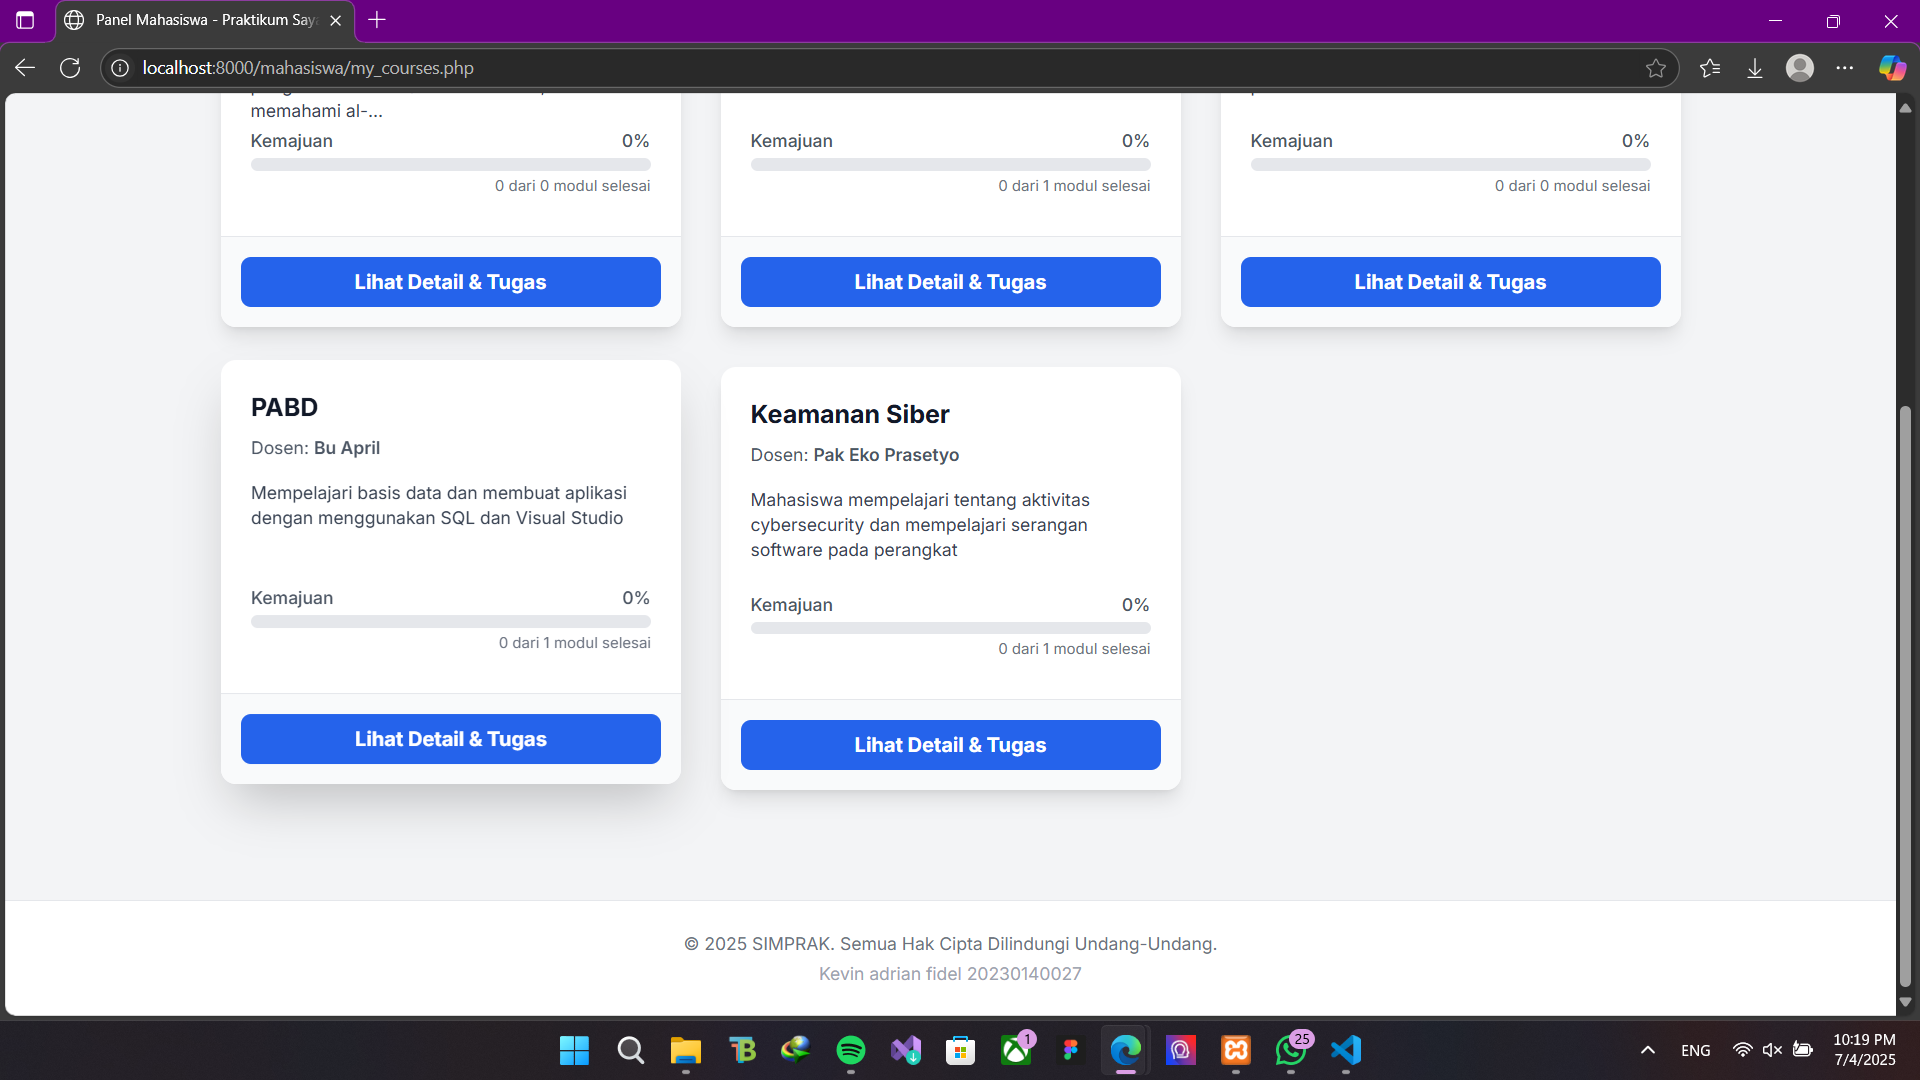 Panel Mahasiswa - Praktikum Saya
localhost:8000/mahasiswa/my_courses.php
memahami al-...
Kemajuan 0%
0 dari 0 modul selesai
Lihat Detail & Tugas
Kemajuan 0%
0 dari 1 modul selesai
Lihat Detail & Tugas
Kemajuan 0%
0 dari 0 modul selesai
Lihat Detail & Tugas
PABD
Dosen: Bu April
Mempelajari basis data dan membuat aplikasi
dengan menggunakan SQL dan Visual Studio
Kemajuan 0%
0 dari 1 modul selesai
Lihat Detail & Tugas
Keamanan Siber
Dosen: Pak Eko Prasetyo
Mahasiswa mempelajari tentang aktivitas
cybersecurity dan mempelajari serangan
software pada perangkat
Kemajuan 0%
0 dari 1 modul selesai
Lihat Detail & Tugas
© 2025 SIMPRAK. Semua Hak Cipta Dilindungi Undang-Undang.
Kevin adrian fidel 20230140027
1
25
ENG
10:19 PM
7/4/2025